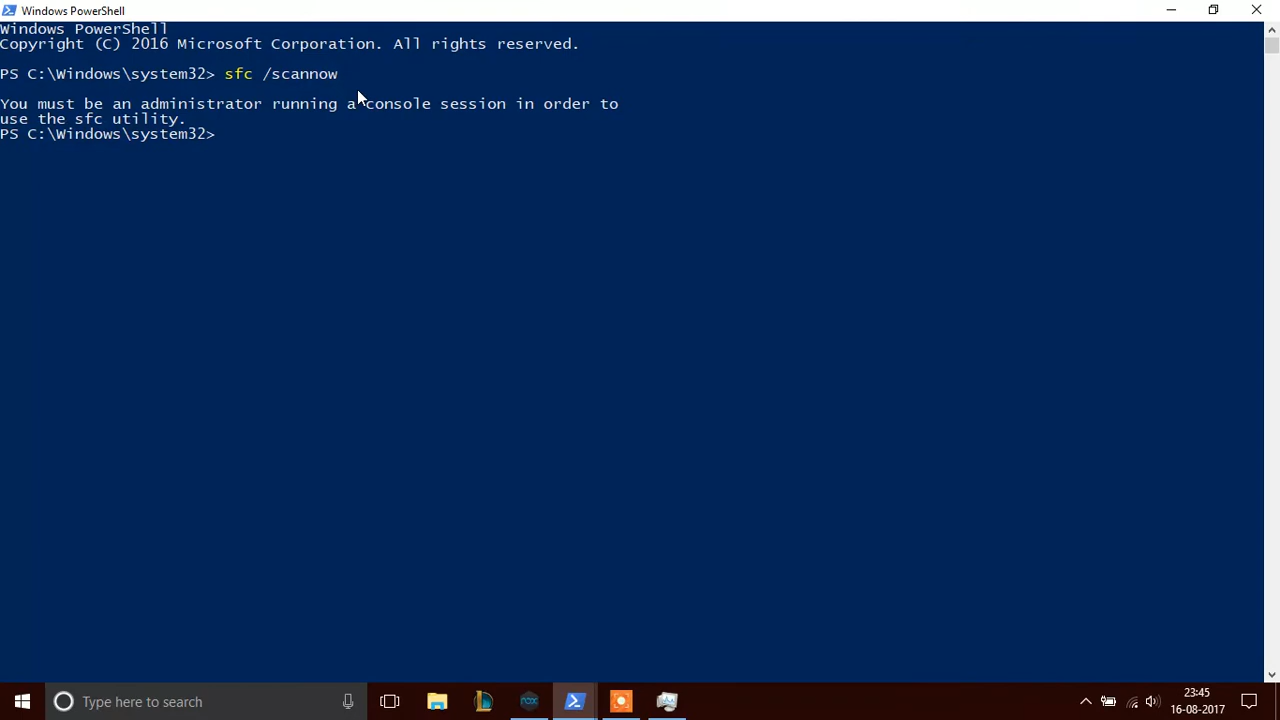 Windows PowerShell
Windows PowerShell
Copyright (C) 2016 Microsoft Corporation. All rights reserved.
PS C:\Windows\system32> sfc /scannow
You must be an administrator running a console session in order to
use the sfc utility.
PS C:\Windows\system32>
Type here to search
nox
23:45
16-08-2017